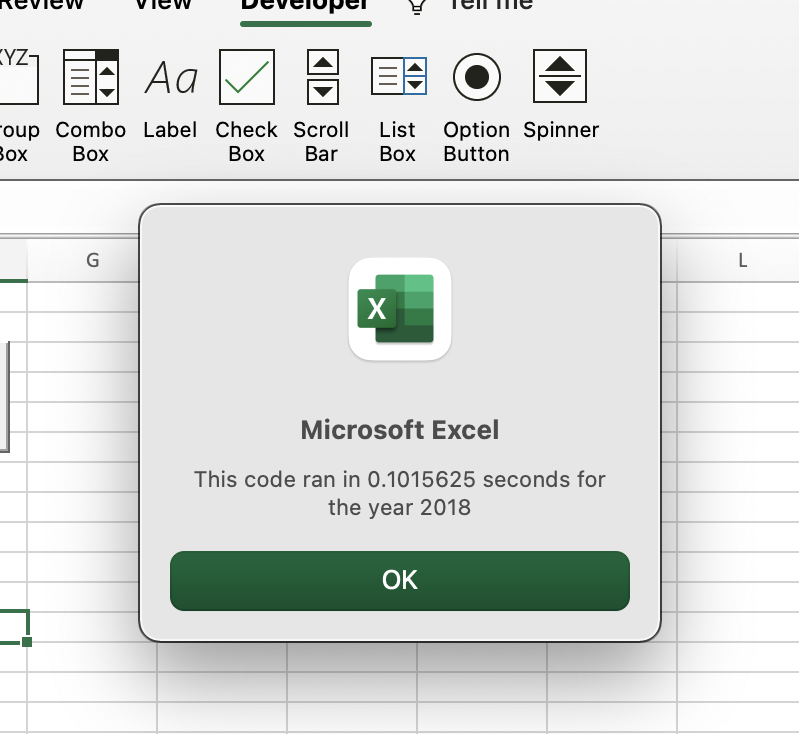 Review View Developer Tell me
XYZ Aa
Combo Label Check Scroll List Option Spinner
Box Box Box Bar Box Button
G L
X
Microsoft Excel
This code ran in 0.1015625 seconds for
the year 2018
OK